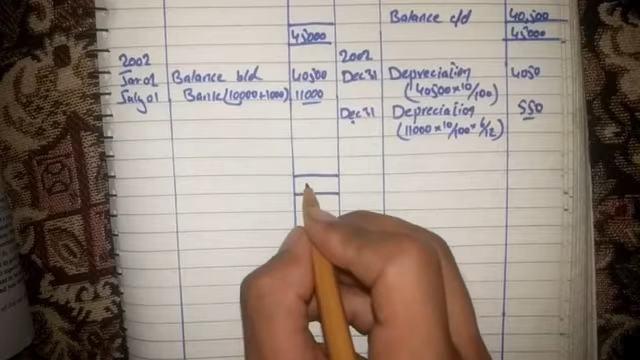 Balance c/d 40,500
45000 45000
2002 2002
Jan 01 Balance b/d 40500 Dec 31 Depreciation 4050
(40500×10/100)
July 01 Bank (10000+1000) 11000
Dec 31 Depreciation 550
(11000×10/100×6/12)